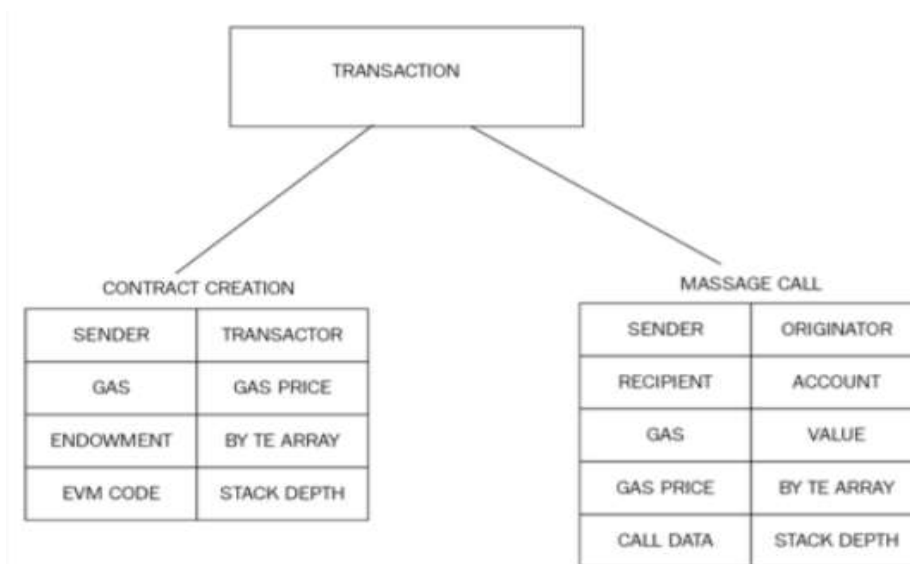 TRANSACTION
CONTRACT CREATION
SENDER TRANSACTOR
GAS GAS PRICE
ENDOWMENT BY TE ARRAY
EVM CODE STACK DEPTH
MASSAGE CALL
SENDER ORIGINATOR
RECIPIENT ACCOUNT
GAS VALUE
GAS PRICE BY TE ARRAY
CALL DATA STACK DEPTH